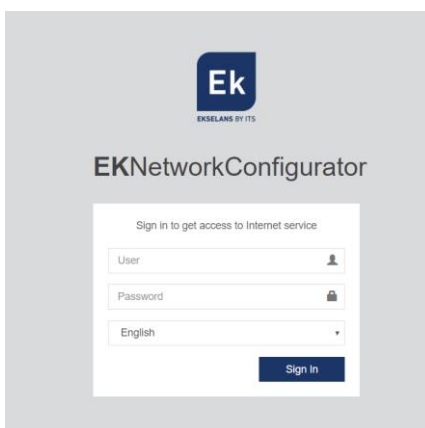 Ek
EKSELANS BY ITS
EKNetworkConfigurator
Sign in to get access to Internet service
User
Password
English
Sign In